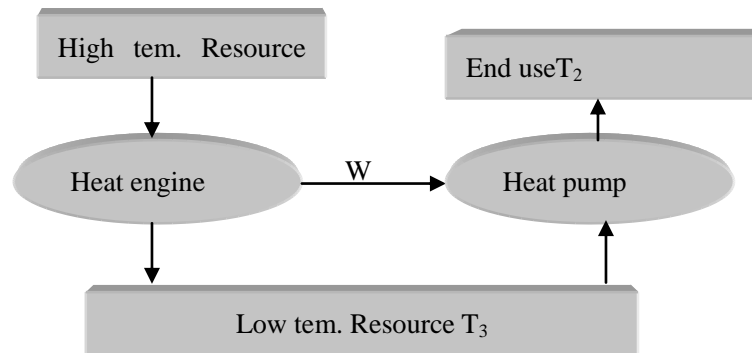 High tem. Resource
End useT₂
Heat engine
W
Heat pump
Low tem. Resource T₃